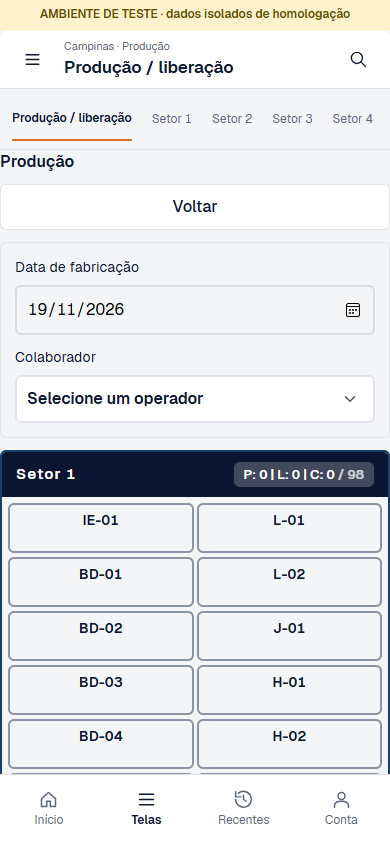 AMBIENTE DE TESTE · dados isolados de homologação
Campinas · Produção
Produção / liberação
Produção / liberação Setor 1 Setor 2 Setor 3 Setor 4
Produção
Voltar
Data de fabricação
19/11/2026
Colaborador
Selecione um operador
Setor 1 P: 0 | L: 0 | C: 0 / 98
IE-01 L-01
BD-01 L-02
BD-02 J-01
BD-03 H-01
BD-04 H-02
Início Telas Recentes Conta